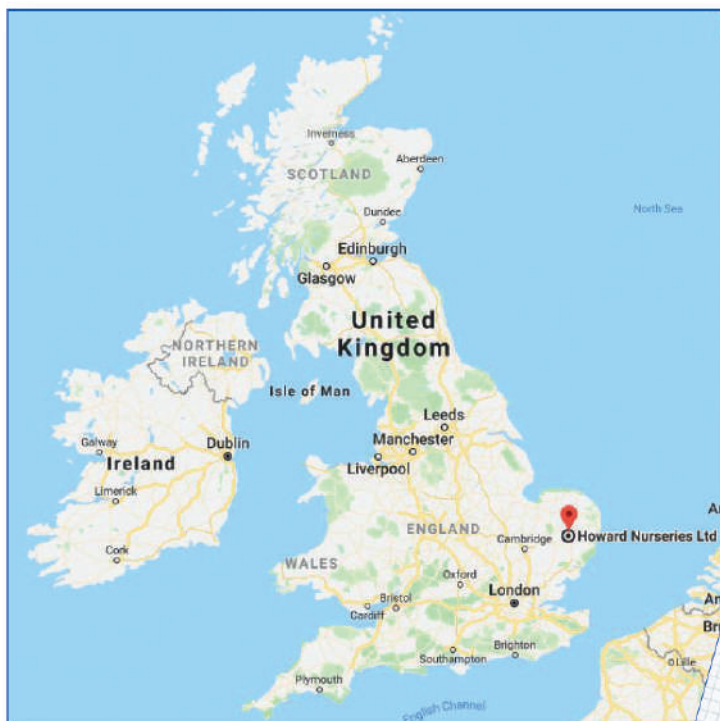 Inverness
Aberdeen
SCOTLAND
North Sea
Dundee
Edinburgh
Glasgow
United
Kingdom
NORTHERN
IRELAND
Isle of Man
Leeds
Galway
Dublin
Manchester
Ireland
Liverpool
Limerick
ENGLAND
Howard Nurseries Ltd
Cambridge
Cork
WALES
Oxford
London
Bristol
Cardiff
Brighton
Southampton
Lille
Plymouth
English Channel